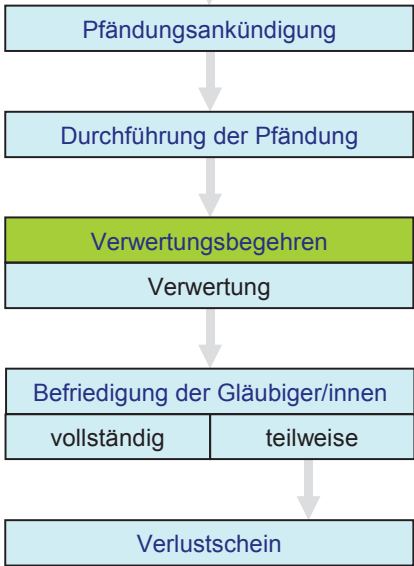 Pfändungsankündigung
Durchführung der Pfändung
Verwertungsbegehren
Verwertung
Befriedigung der Gläubiger/innen
vollständig teilweise
Verlustschein